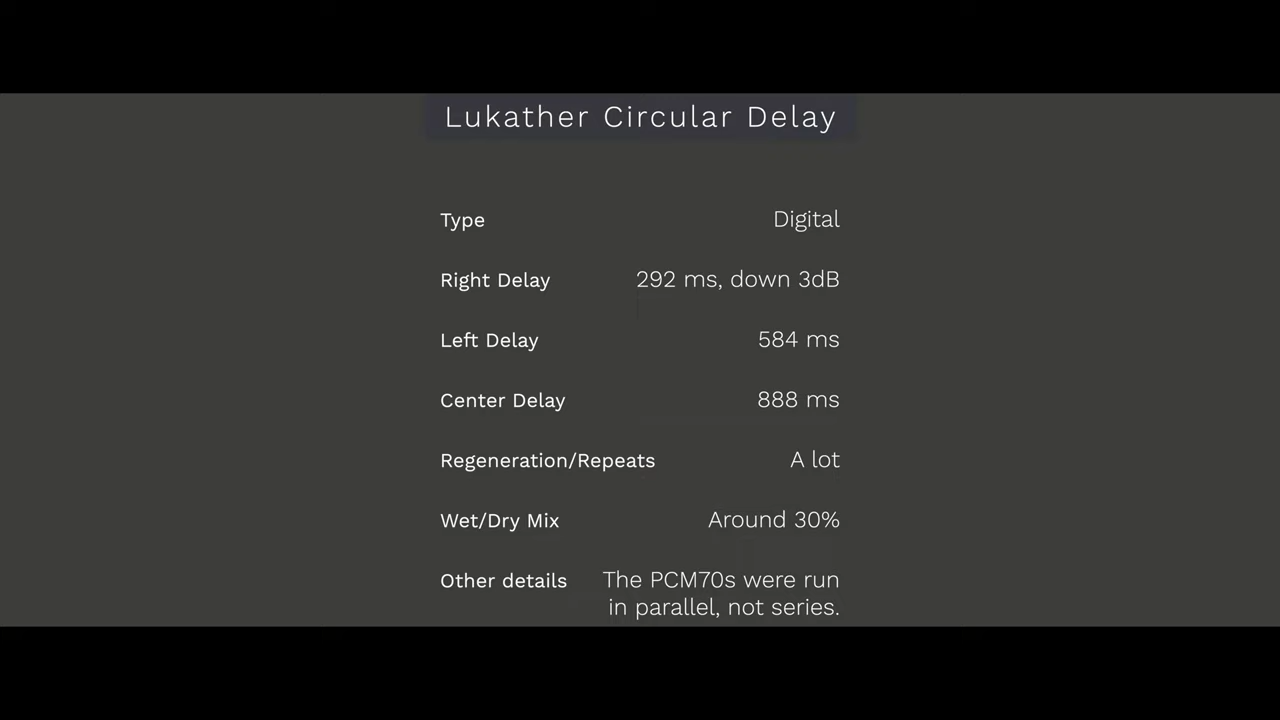 Lukather Circular Delay
Type Digital
Right Delay 292 ms, down 3dB
Left Delay 584 ms
Center Delay 888 ms
Regeneration/Repeats A lot
Wet/Dry Mix Around 30%
Other details The PCM70s were run
in parallel, not series.